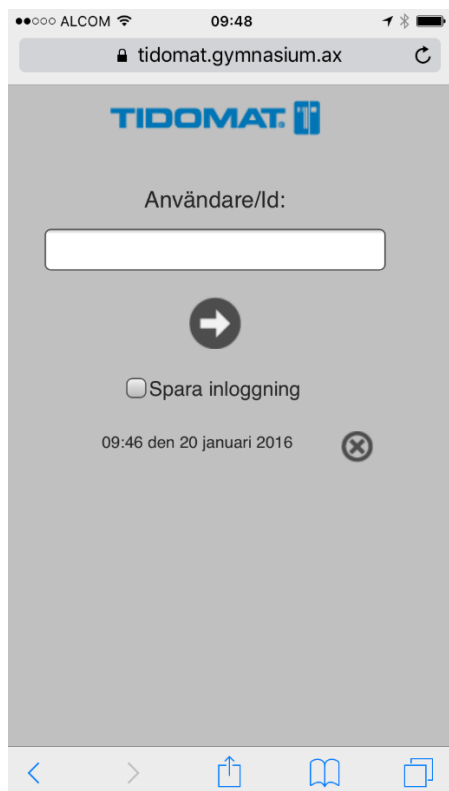 ALCOM 09:48
tidomat.gymnasium.ax
TIDOMAT.
Användare/Id:
Spara inloggning
09:46 den 20 januari 2016